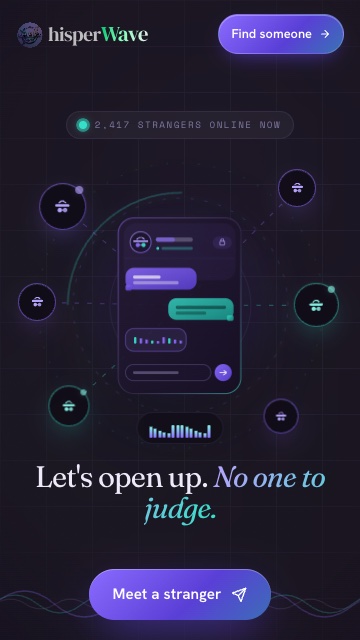 hisperWave
Find someone
2,417 STRANGERS ONLINE NOW
Let's open up. No one to
judge.
Meet a stranger